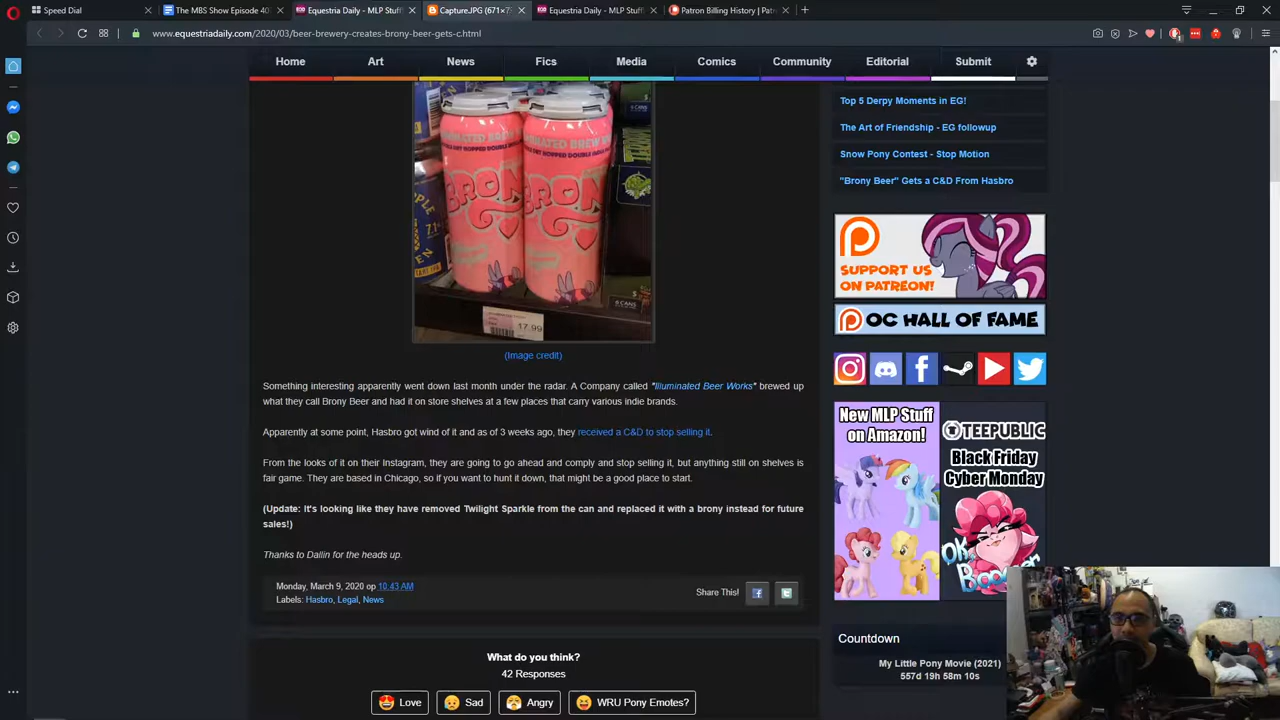 Speed Dial
The MBS Show Episode 40
Equestria Daily - MLP Stuff
Capture.JPG (671×75
Equestria Daily - MLP Stuff
Patron Billing History | Pat
www.equestriadaily.com/2020/03/beer-brewery-creates-brony-beer-gets-c.html
Home Art News Fics Media Comics Community Editorial Submit
Top 5 Derpy Moments in EG!
The Art of Friendship - EG followup
Snow Pony Contest - Stop Motion
"Brony Beer" Gets a C&D From Hasbro
BRON
BRON
17.99
6 CANS
(Image credit)
SUPPORT US
ON PATREON!
OC HALL OF FAME
Something interesting apparently went down last month under the radar. A Company called "Illuminated Beer Works" brewed up
what they call Brony Beer and had it on store shelves at a few places that carry various indie brands.
Apparently at some point, Hasbro got wind of it and as of 3 weeks ago, they received a C&D to stop selling it.
From the looks of it on their Instagram, they are going to go ahead and comply and stop selling it, but anything still on shelves is
fair game. They are based in Chicago, so if you want to hunt it down, that might be a good place to start.
(Update: It's looking like they have removed Twilight Sparkle from the can and replaced it with a brony instead for future
sales!)
Thanks to Dallin for the heads up.
Monday, March 9, 2020 op 10:43 AM
Labels: Hasbro, Legal, News
Share This!
New MLP Stuff
on Amazon!
TEEPUBLIC
Black Friday
Cyber Monday
OK
Boomer
What do you think?
42 Responses
Love
Sad
Angry
WRU Pony Emotes?
Countdown
My Little Pony Movie (2021)
557d 19h 58m 10s